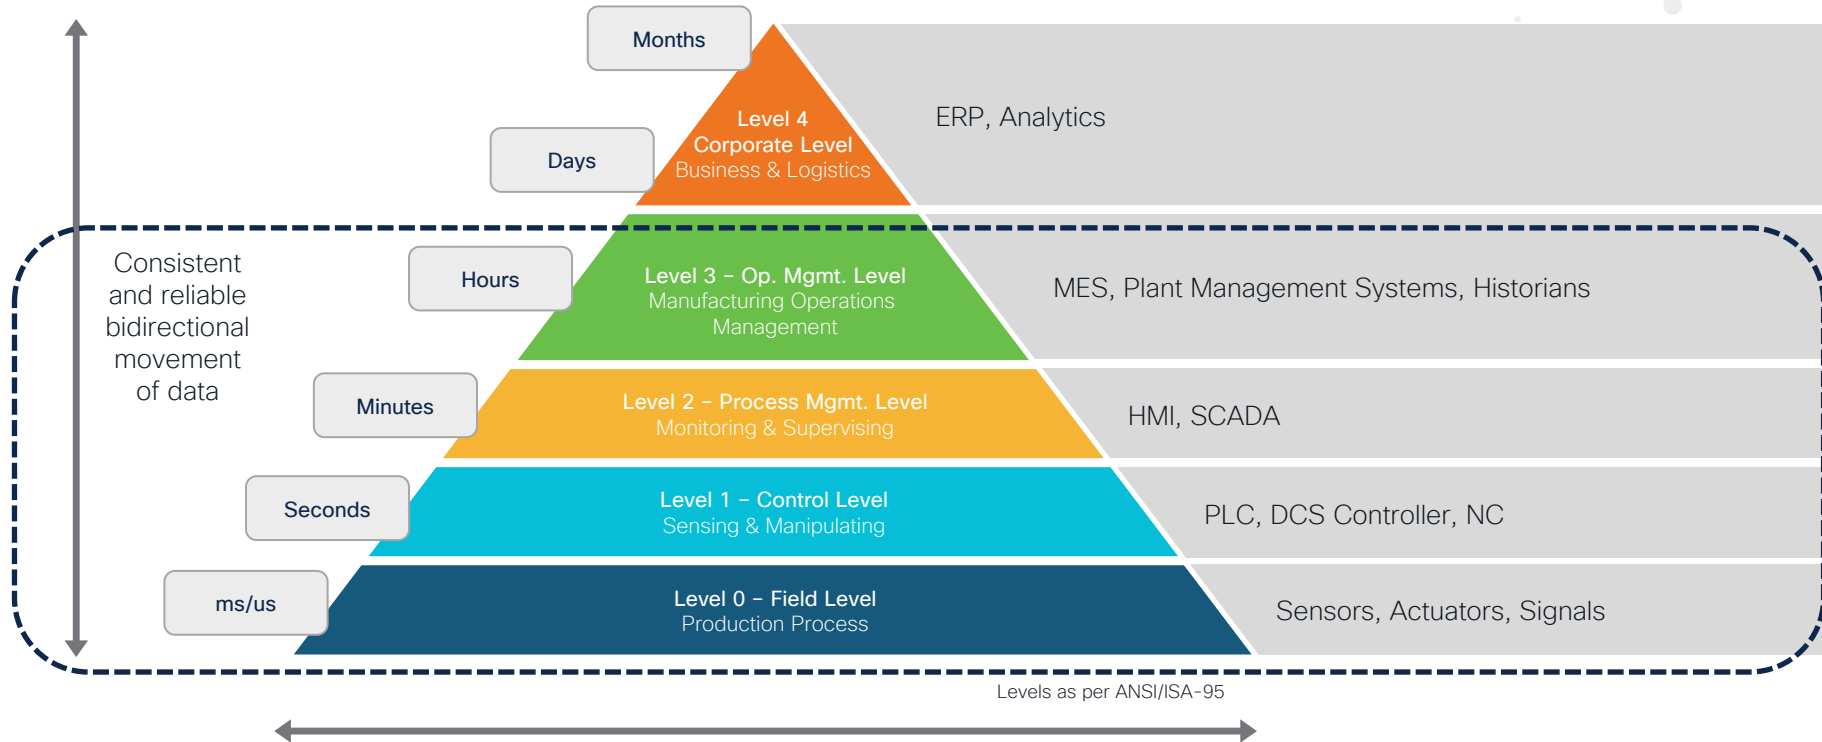 Months
Level 4
Corporate Level
Business & Logistics
ERP, Analytics
Days
Consistent
and reliable
bidirectional
movement
of data
Hours
Level 3 – Op. Mgmt. Level
Manufacturing Operations
Management
MES, Plant Management Systems, Historians
Minutes
Level 2 – Process Mgmt. Level
Monitoring & Supervising
HMI, SCADA
Seconds
Level 1 – Control Level
Sensing & Manipulating
PLC, DCS Controller, NC
ms/us
Level 0 – Field Level
Production Process
Sensors, Actuators, Signals
Levels as per ANSI/ISA-95